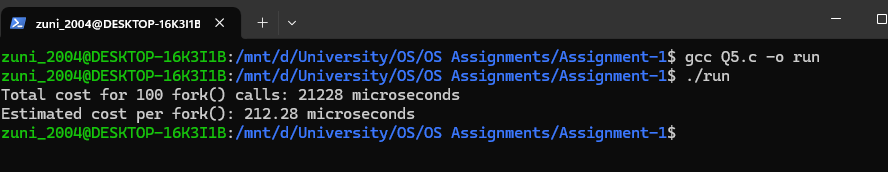 zuni_2004@DESKTOP-16K3I1B
zuni_2004@DESKTOP-16K3I1B:/mnt/d/University/OS/OS Assignments/Assignment-1$ gcc Q5.c -o run
zuni_2004@DESKTOP-16K3I1B:/mnt/d/University/OS/OS Assignments/Assignment-1$ ./run
Total cost for 100 fork() calls: 21228 microseconds
Estimated cost per fork(): 212.28 microseconds
zuni_2004@DESKTOP-16K3I1B:/mnt/d/University/OS/OS Assignments/Assignment-1$